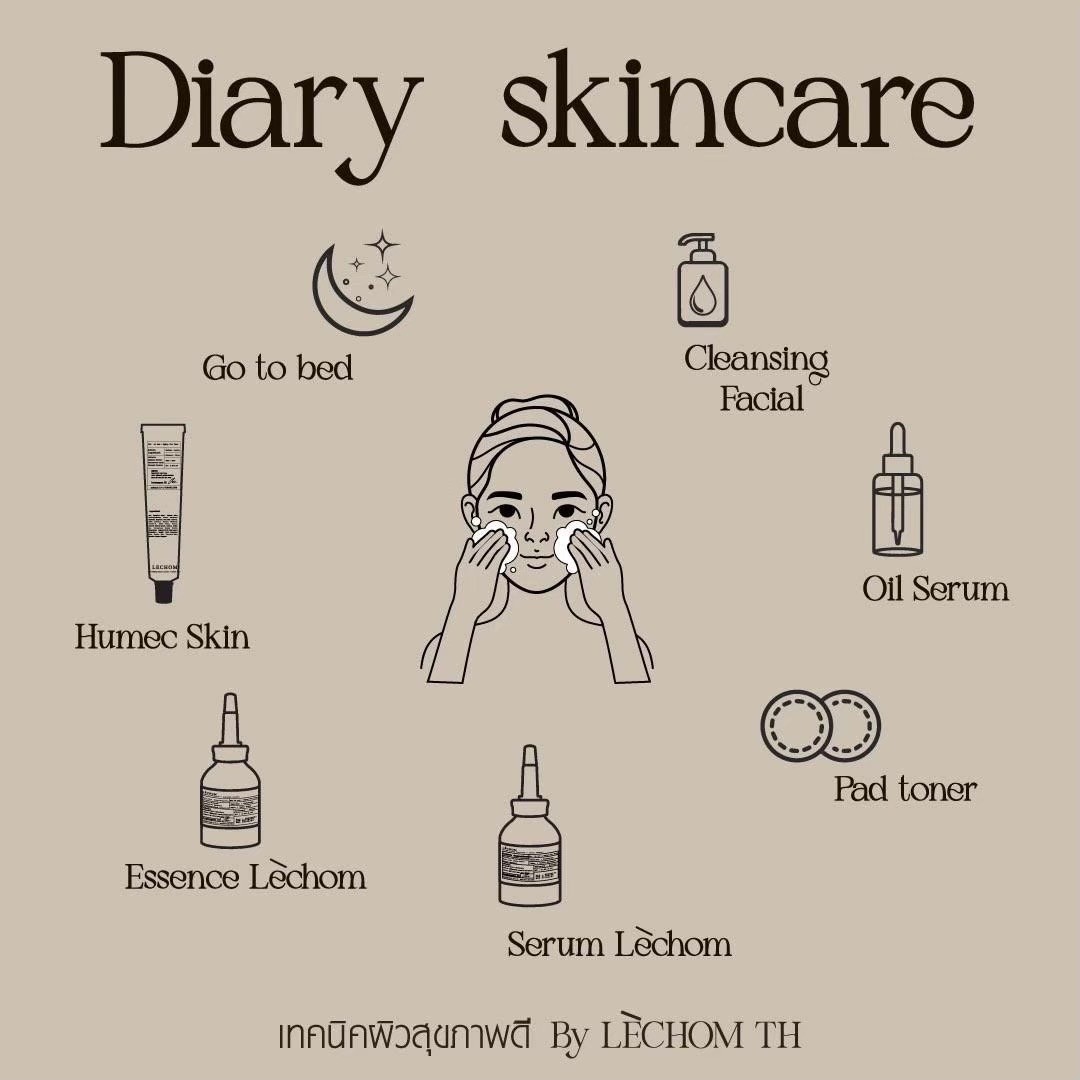 Diary skincare
Go to bed
Cleansing
Facial
Humec Skin
LECHOM
Oil Serum
Pad toner
Essence Lèchom
Serum Lèchom
เทคนิคผิวสุขภาพดี By LÈCHOM TH